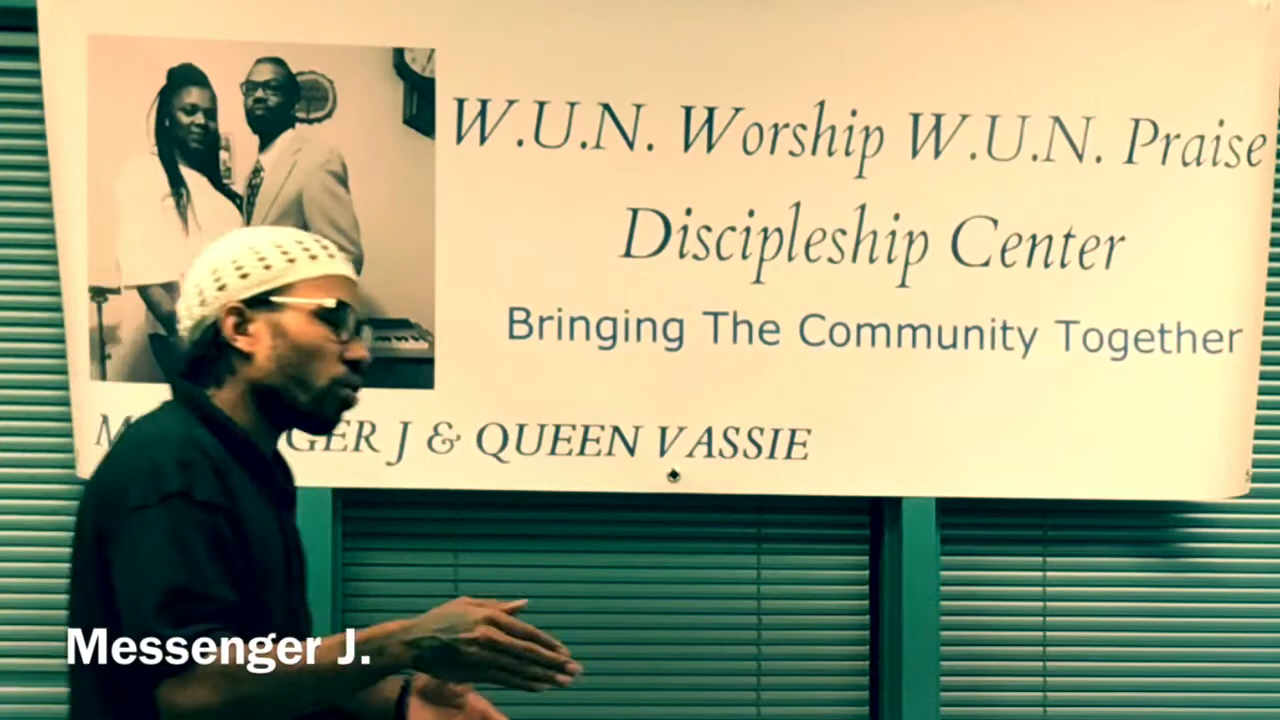 W.U.N. Worship W.U.N. Praise
Discipleship Center
Bringing The Community Together
GER J & QUEEN VASSIE
Messenger J.